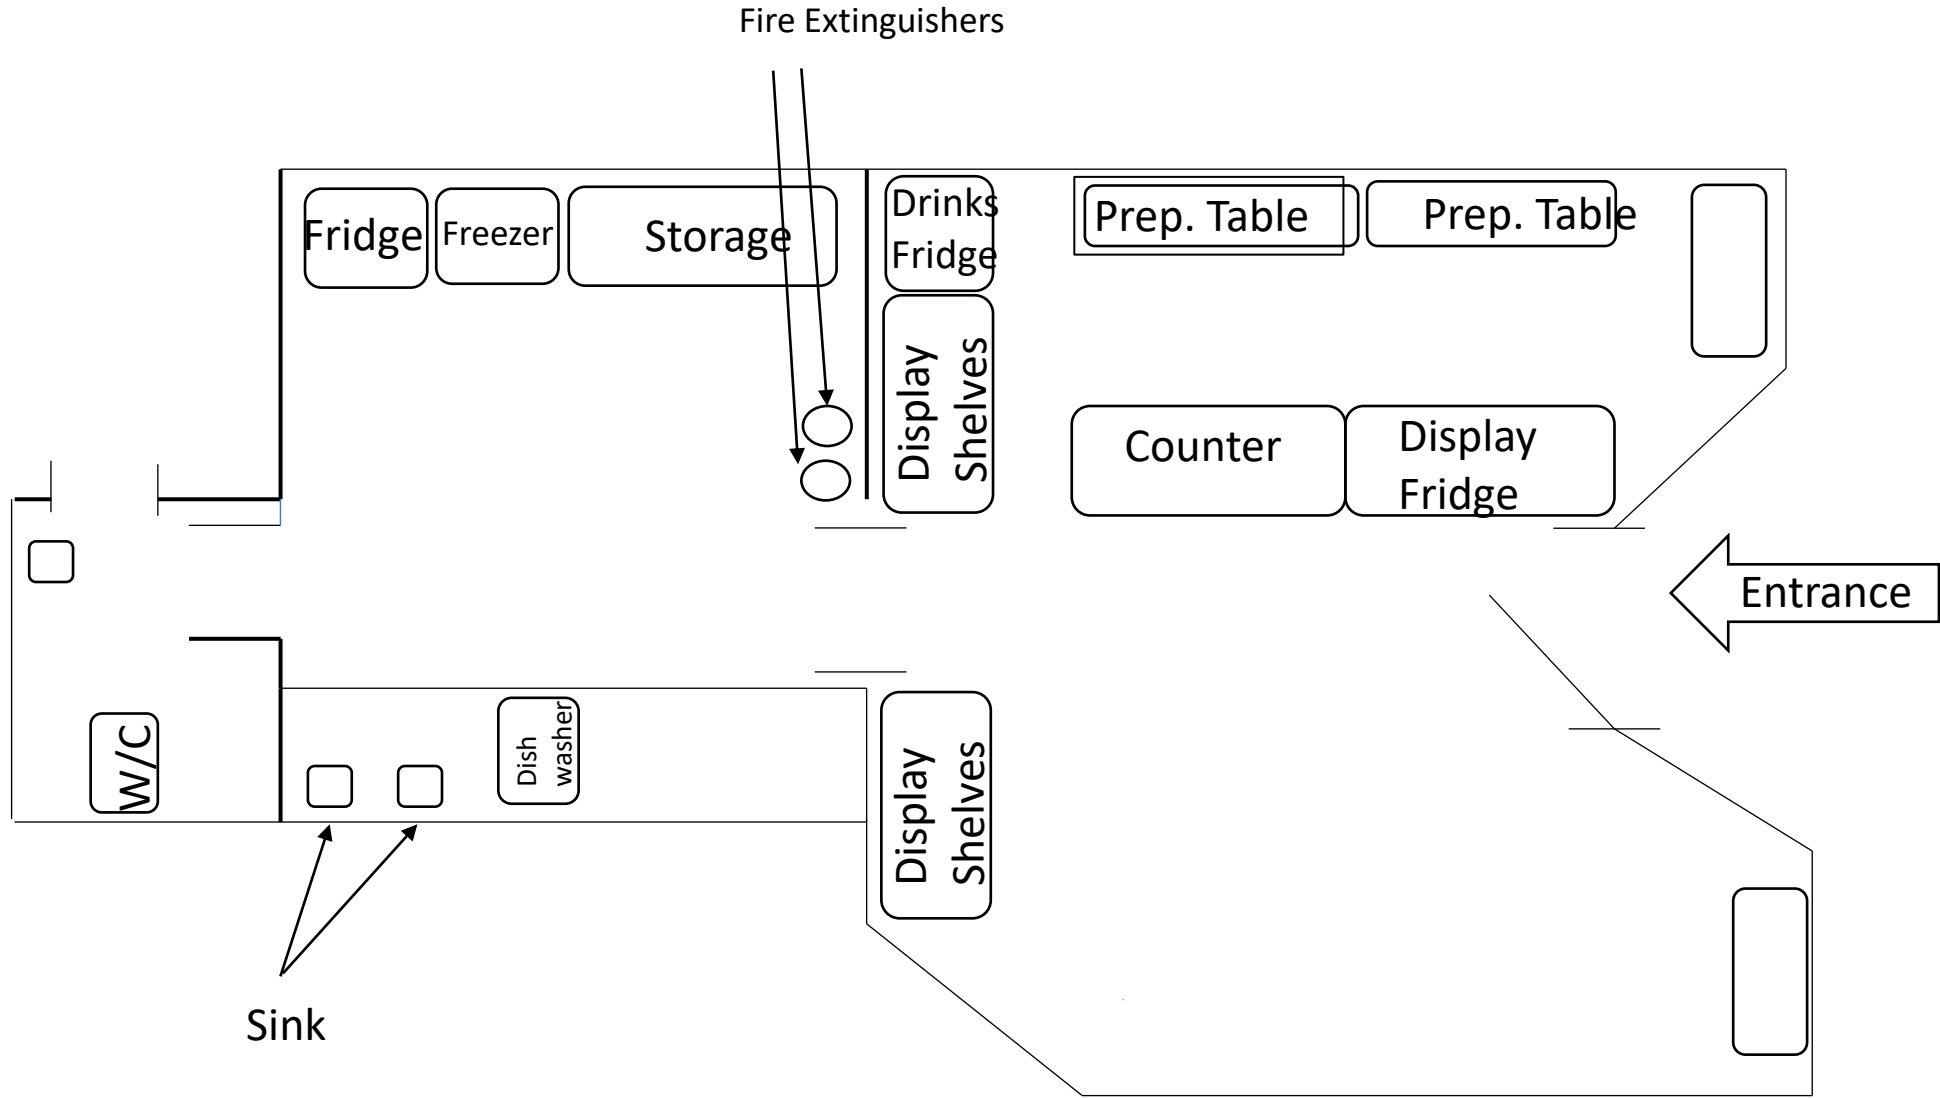 Fire Extinguishers
Fridge
Freezer
Storage
Drinks
Fridge
Prep. Table
Prep. Table
Display
Shelves
Counter
Display
Fridge
Entrance
W/C
Dish
washer
Display
Shelves
Sink